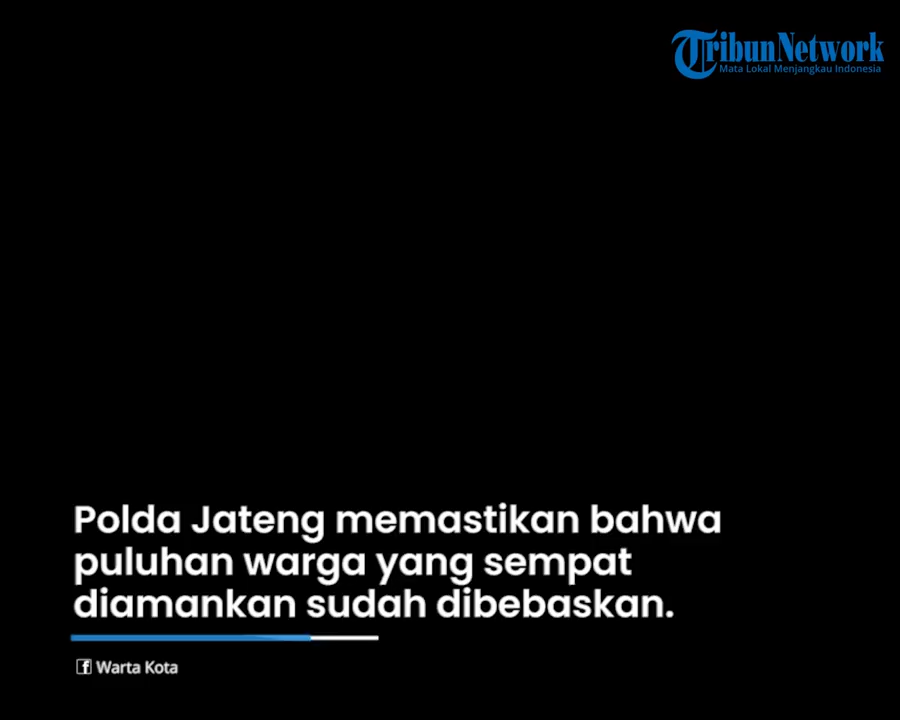 TribunNetwork
Mata Lokal Menjangkau Indonesia
Polda Jateng memastikan bahwa
puluhan warga yang sempat
diamankan sudah dibebaskan.
Warta Kota